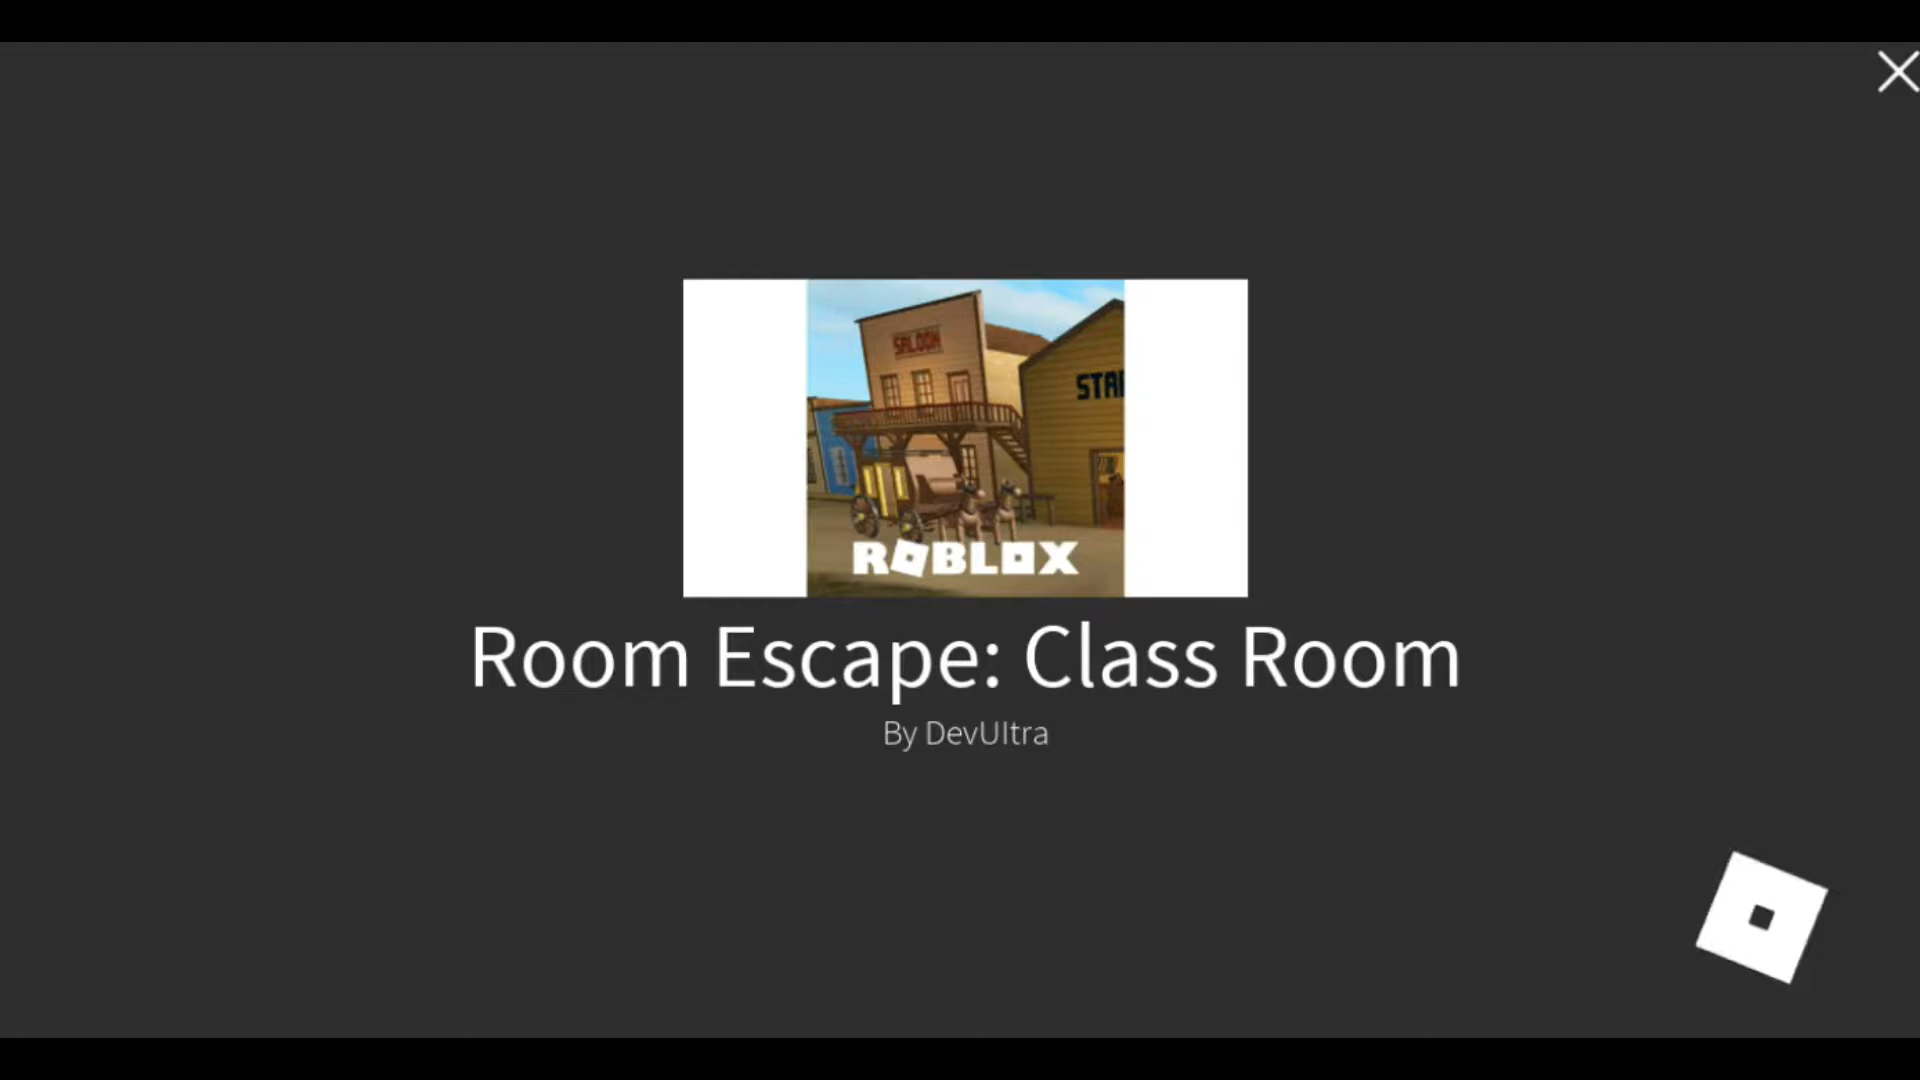 SALOON
STA
ROBLOX
Room Escape: Class Room
By DevUltra